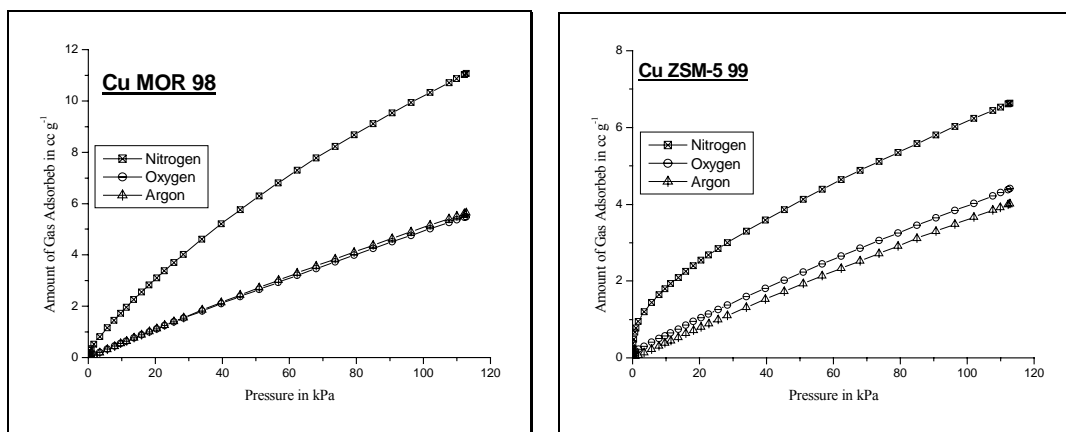 12
10
8
6
4
2
0
Cu MOR 98
Nitrogen
Oxygen
Argon
Amount of Gas Adsorbeb in cc g-1
0 20 40 60 80 100 120
Pressure in kPa
8
6
4
2
0
Cu ZSM-5 99
Nitrogen
Oxygen
Argon
Amount of Gas Adsorbeb in cc g-1
0 20 40 60 80 100 120
Pressure in kPa